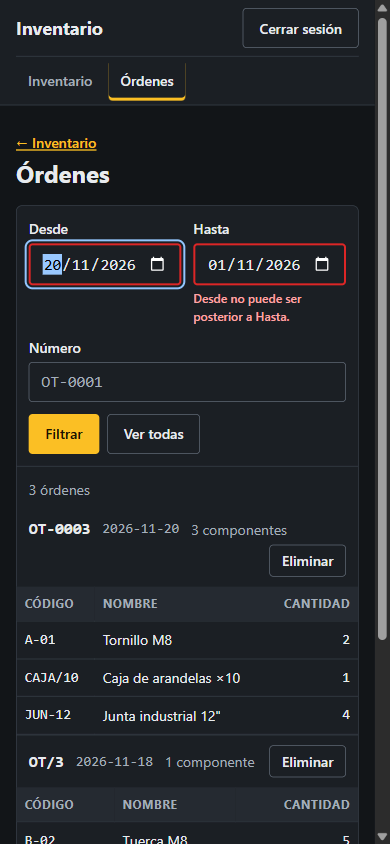 Inventario
Cerrar sesión
Inventario
Órdenes
← Inventario
Órdenes
Desde
Hasta
20/11/2026
01/11/2026
Desde no puede ser
posterior a Hasta.
Número
OT-0001
Filtrar
Ver todas
3 órdenes
OT-0003 2026-11-20 3 componentes
Eliminar
CÓDIGO NOMBRE CANTIDAD
A-01 Tornillo M8 2
CAJA/10 Caja de arandelas ×10 1
JUN-12 Junta industrial 12" 4
OT/3 2026-11-18 1 componente Eliminar
CÓDIGO NOMBRE CANTIDAD
B-02 Tuerca M8 5